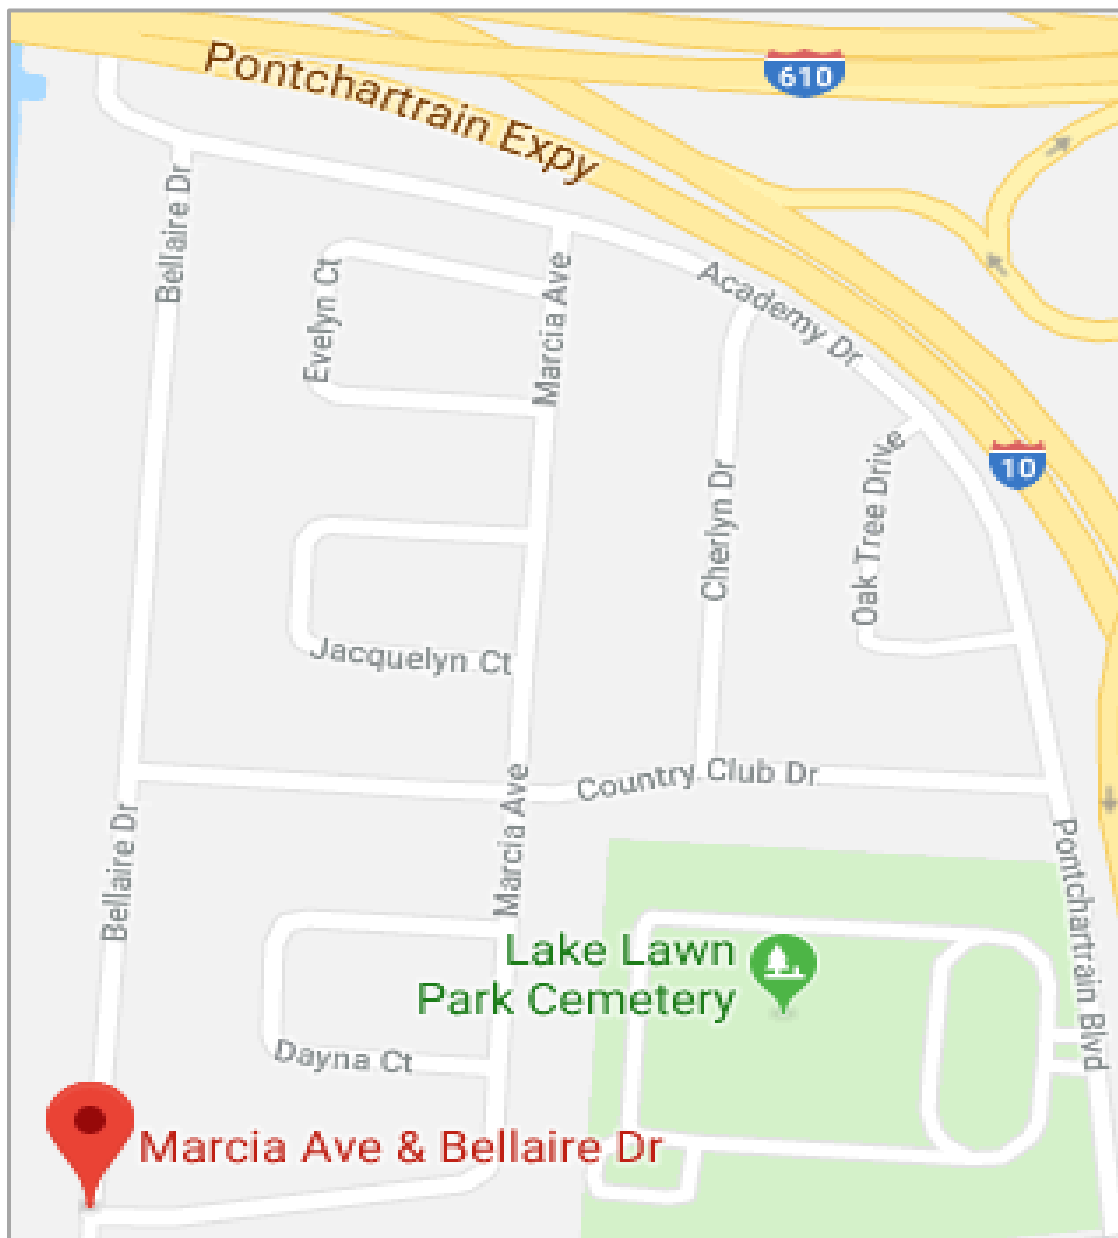 610
Pontchartrain Expy
Bellaire Dr
Evelyn Ct
Marcia Ave
Academy Dr
10
Cherlyn Dr
Oak Tree Drive
Jacquelyn Ct
Country Club Dr
Bellaire Dr
Marcia Ave
Pontchartrain Blvd
Lake Lawn
Park Cemetery
Dayna Ct
Marcia Ave & Bellaire Dr